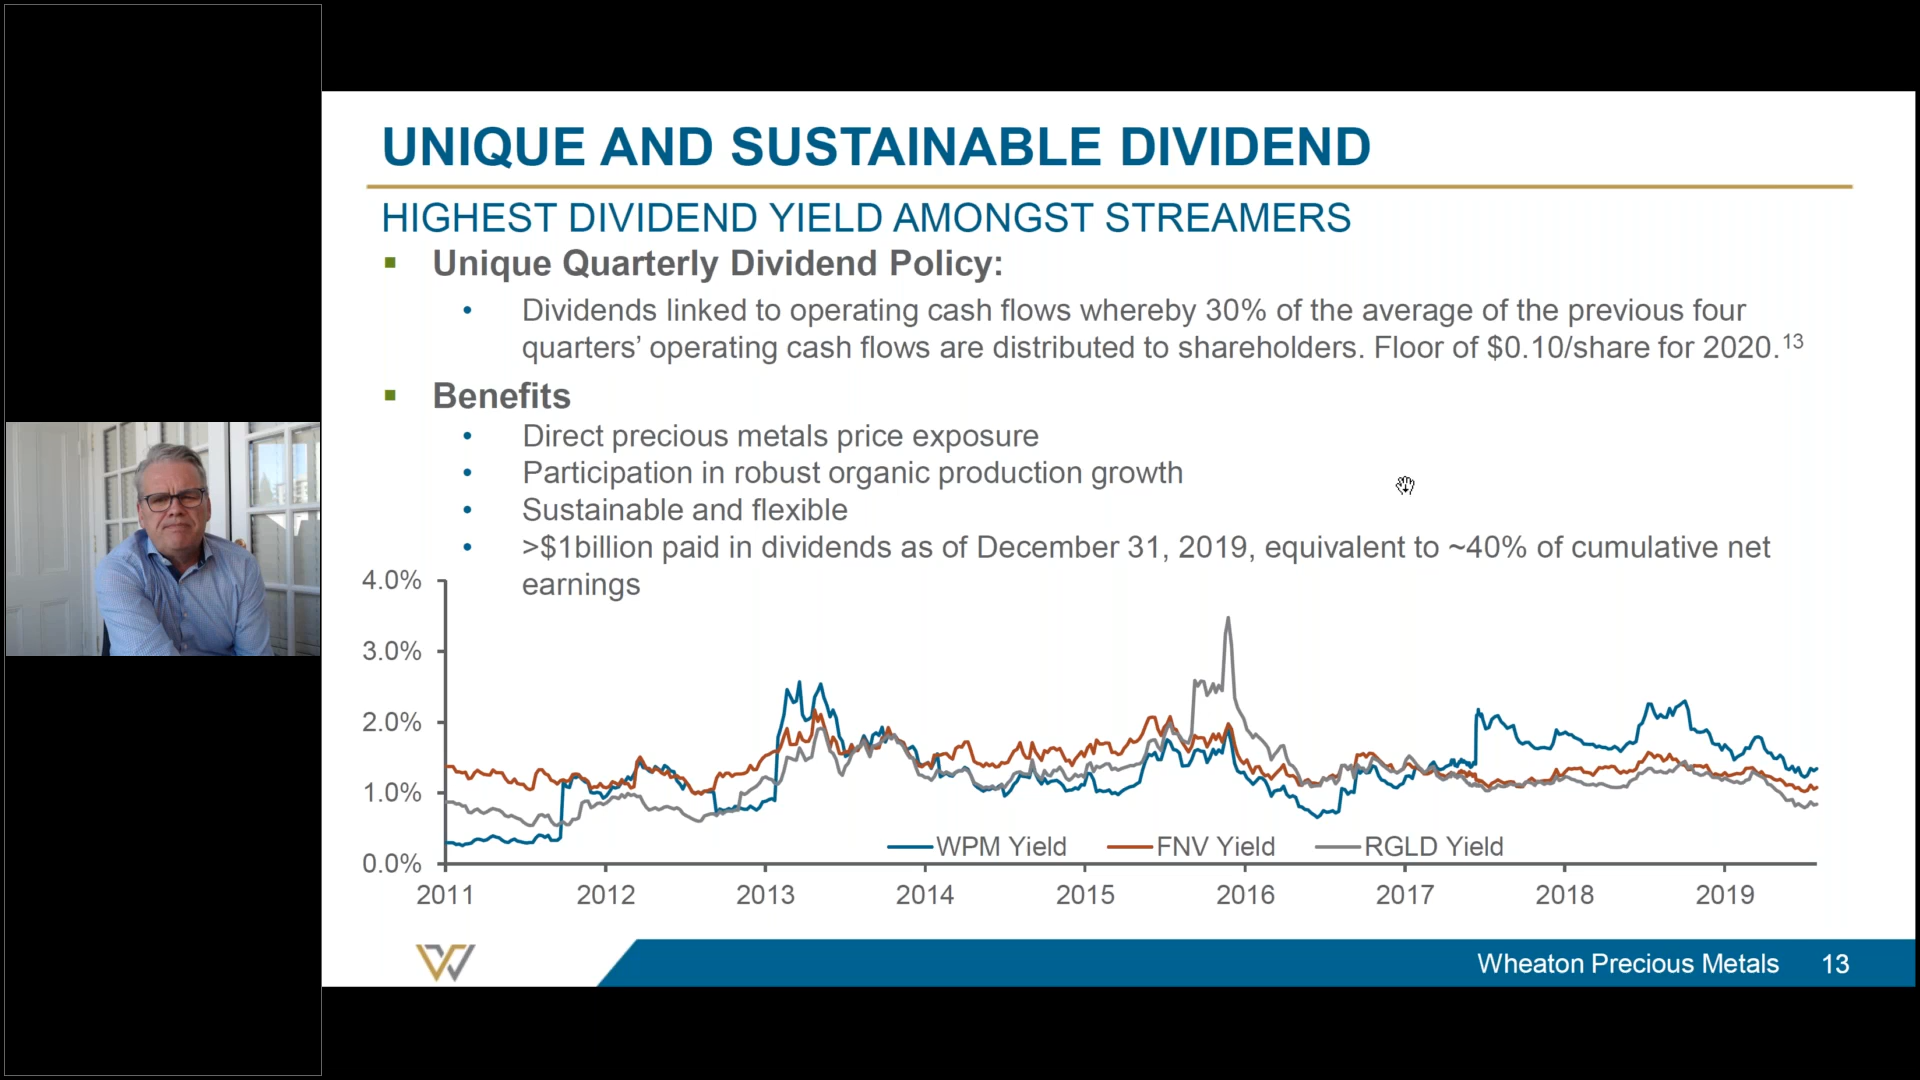 UNIQUE AND SUSTAINABLE DIVIDEND
HIGHEST DIVIDEND YIELD AMONGST STREAMERS
Unique Quarterly Dividend Policy:
Dividends linked to operating cash flows whereby 30% of the average of the previous four
quarters’ operating cash flows are distributed to shareholders. Floor of $0.10/share for 2020.13
Benefits
Direct precious metals price exposure
Participation in robust organic production growth
Sustainable and flexible
>$1billion paid in dividends as of December 31, 2019, equivalent to ~40% of cumulative net
earnings
4.0%
3.0%
2.0%
1.0%
0.0%
WPM Yield FNV Yield RGLD Yield
2011 2012 2013 2014 2015 2016 2017 2018 2019
Wheaton Precious Metals 13